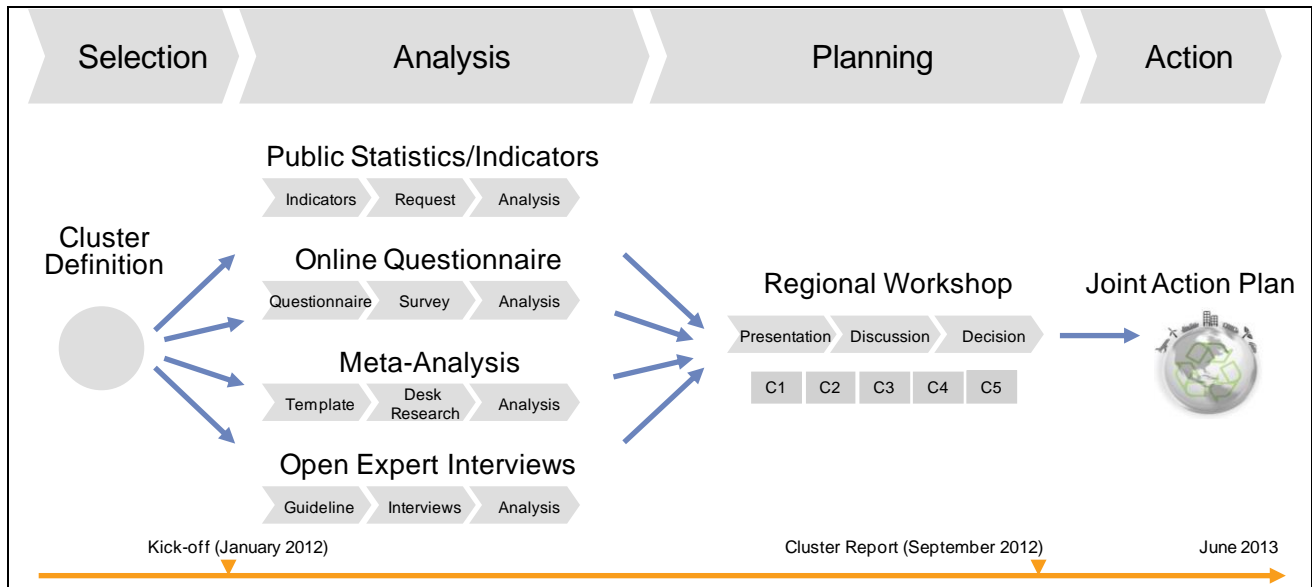 Selection
Analysis
Planning
Action
Public Statistics/Indicators
Indicators
Request
Analysis
Cluster
Definition
Online Questionnaire
Questionnaire
Survey
Analysis
Meta-Analysis
Template
Desk
Research
Analysis
Open Expert Interviews
Guideline
Interviews
Analysis
Regional Workshop
Presentation
Discussion
Decision
C1
C2
C3
C4
C5
Joint Action Plan
Kick-off (January 2012)
Cluster Report (September 2012)
June 2013